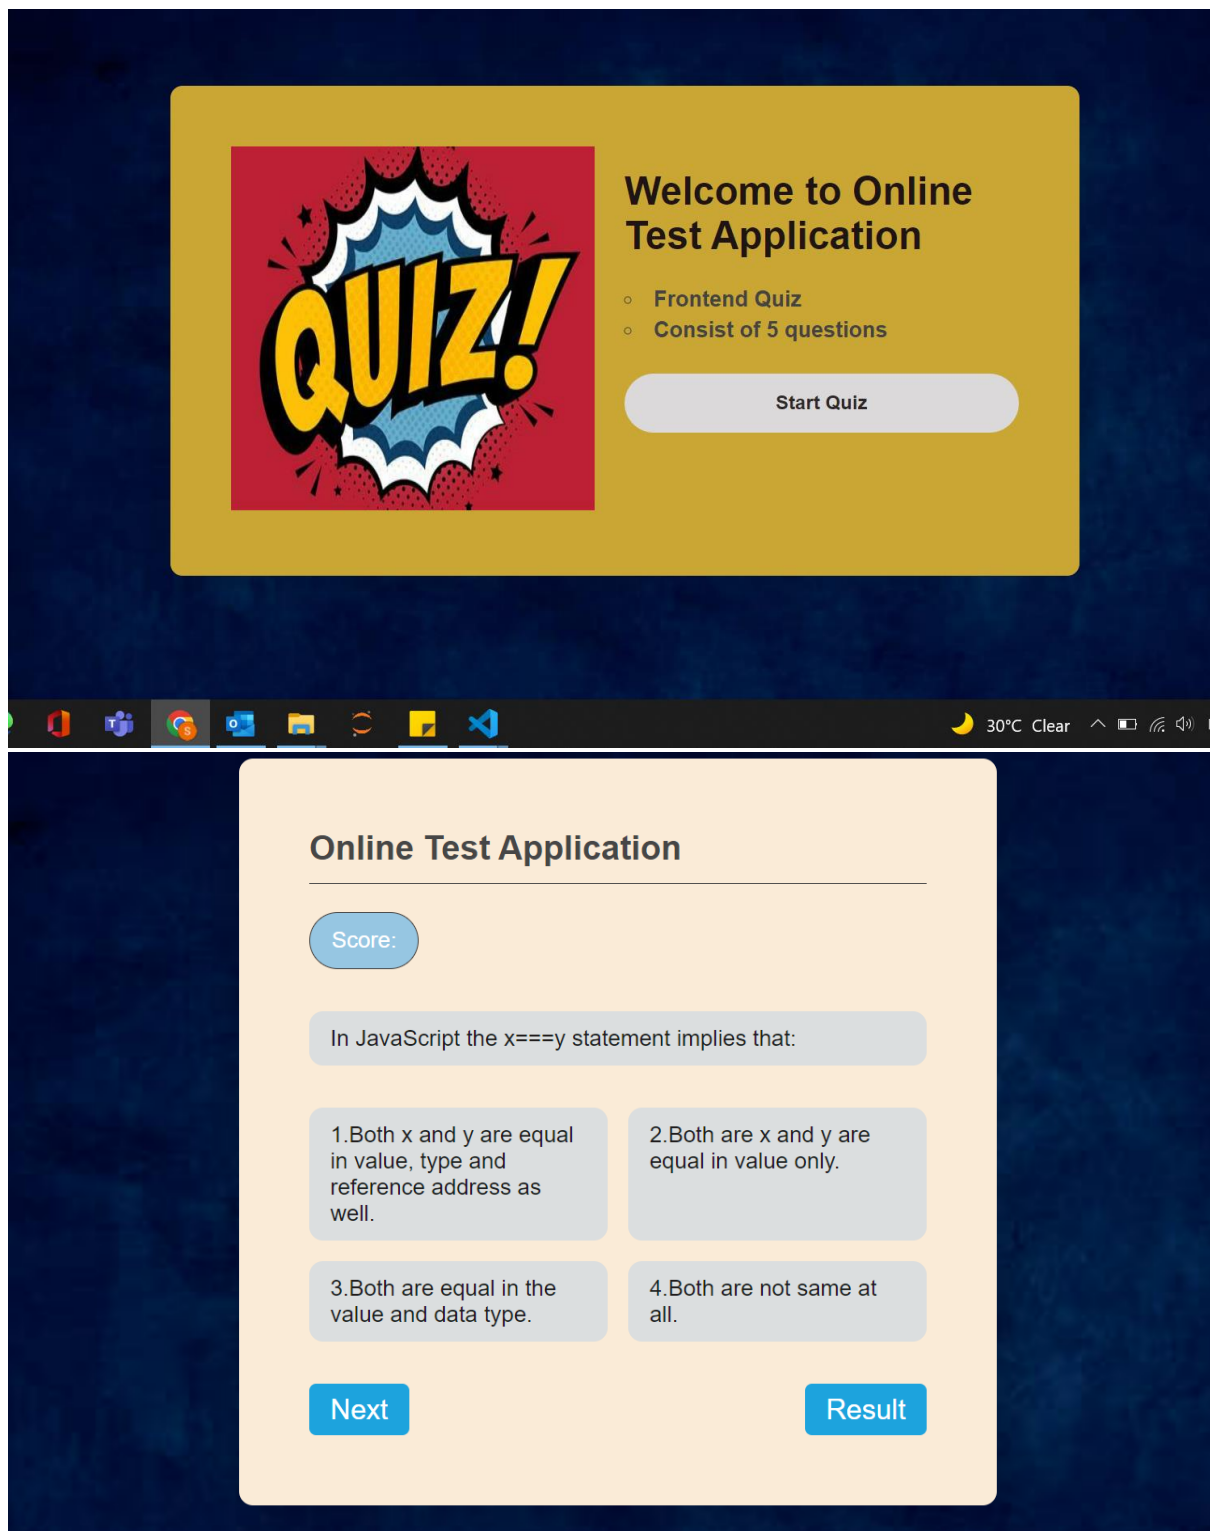 QUIZ!
Welcome to Online
Test Application
Frontend Quiz
Consist of 5 questions
Start Quiz
30°C Clear
Online Test Application
Score:
In JavaScript the x===y statement implies that:
1.Both x and y are equal
in value, type and
reference address as
well.
2.Both are x and y are
equal in value only.
3.Both are equal in the
value and data type.
4.Both are not same at
all.
Next
Result